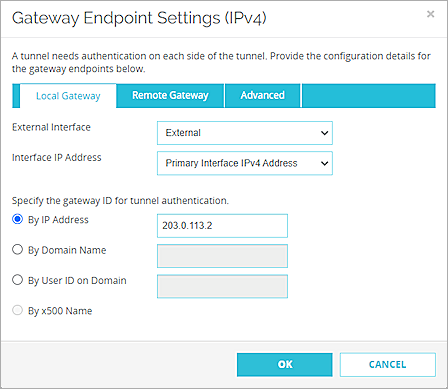 Gateway Endpoint Settings (IPv4) ×
A tunnel needs authentication on each side of the tunnel. Provide the configuration details for
the gateway endpoints below.
Local Gateway Remote Gateway Advanced
External Interface External
Interface IP Address Primary Interface IPv4 Address
Specify the gateway ID for tunnel authentication.
By IP Address 203.0.113.2
By Domain Name
By User ID on Domain
By x500 Name
OK CANCEL